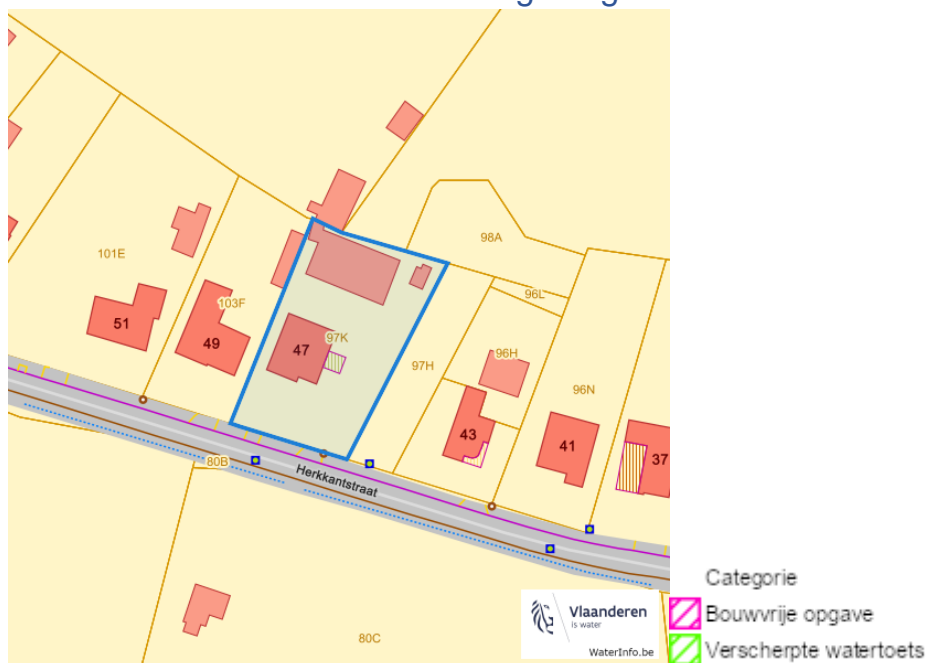 98A
101E
96L
103F
51
49
47
97K
97H
96H
96N
43
41
37
80B
Herkkantstraat
80C
Vlaanderen
is water
WaterInfo.be
Categorie
Bouwvrije opgave
Verscherpte watertoets